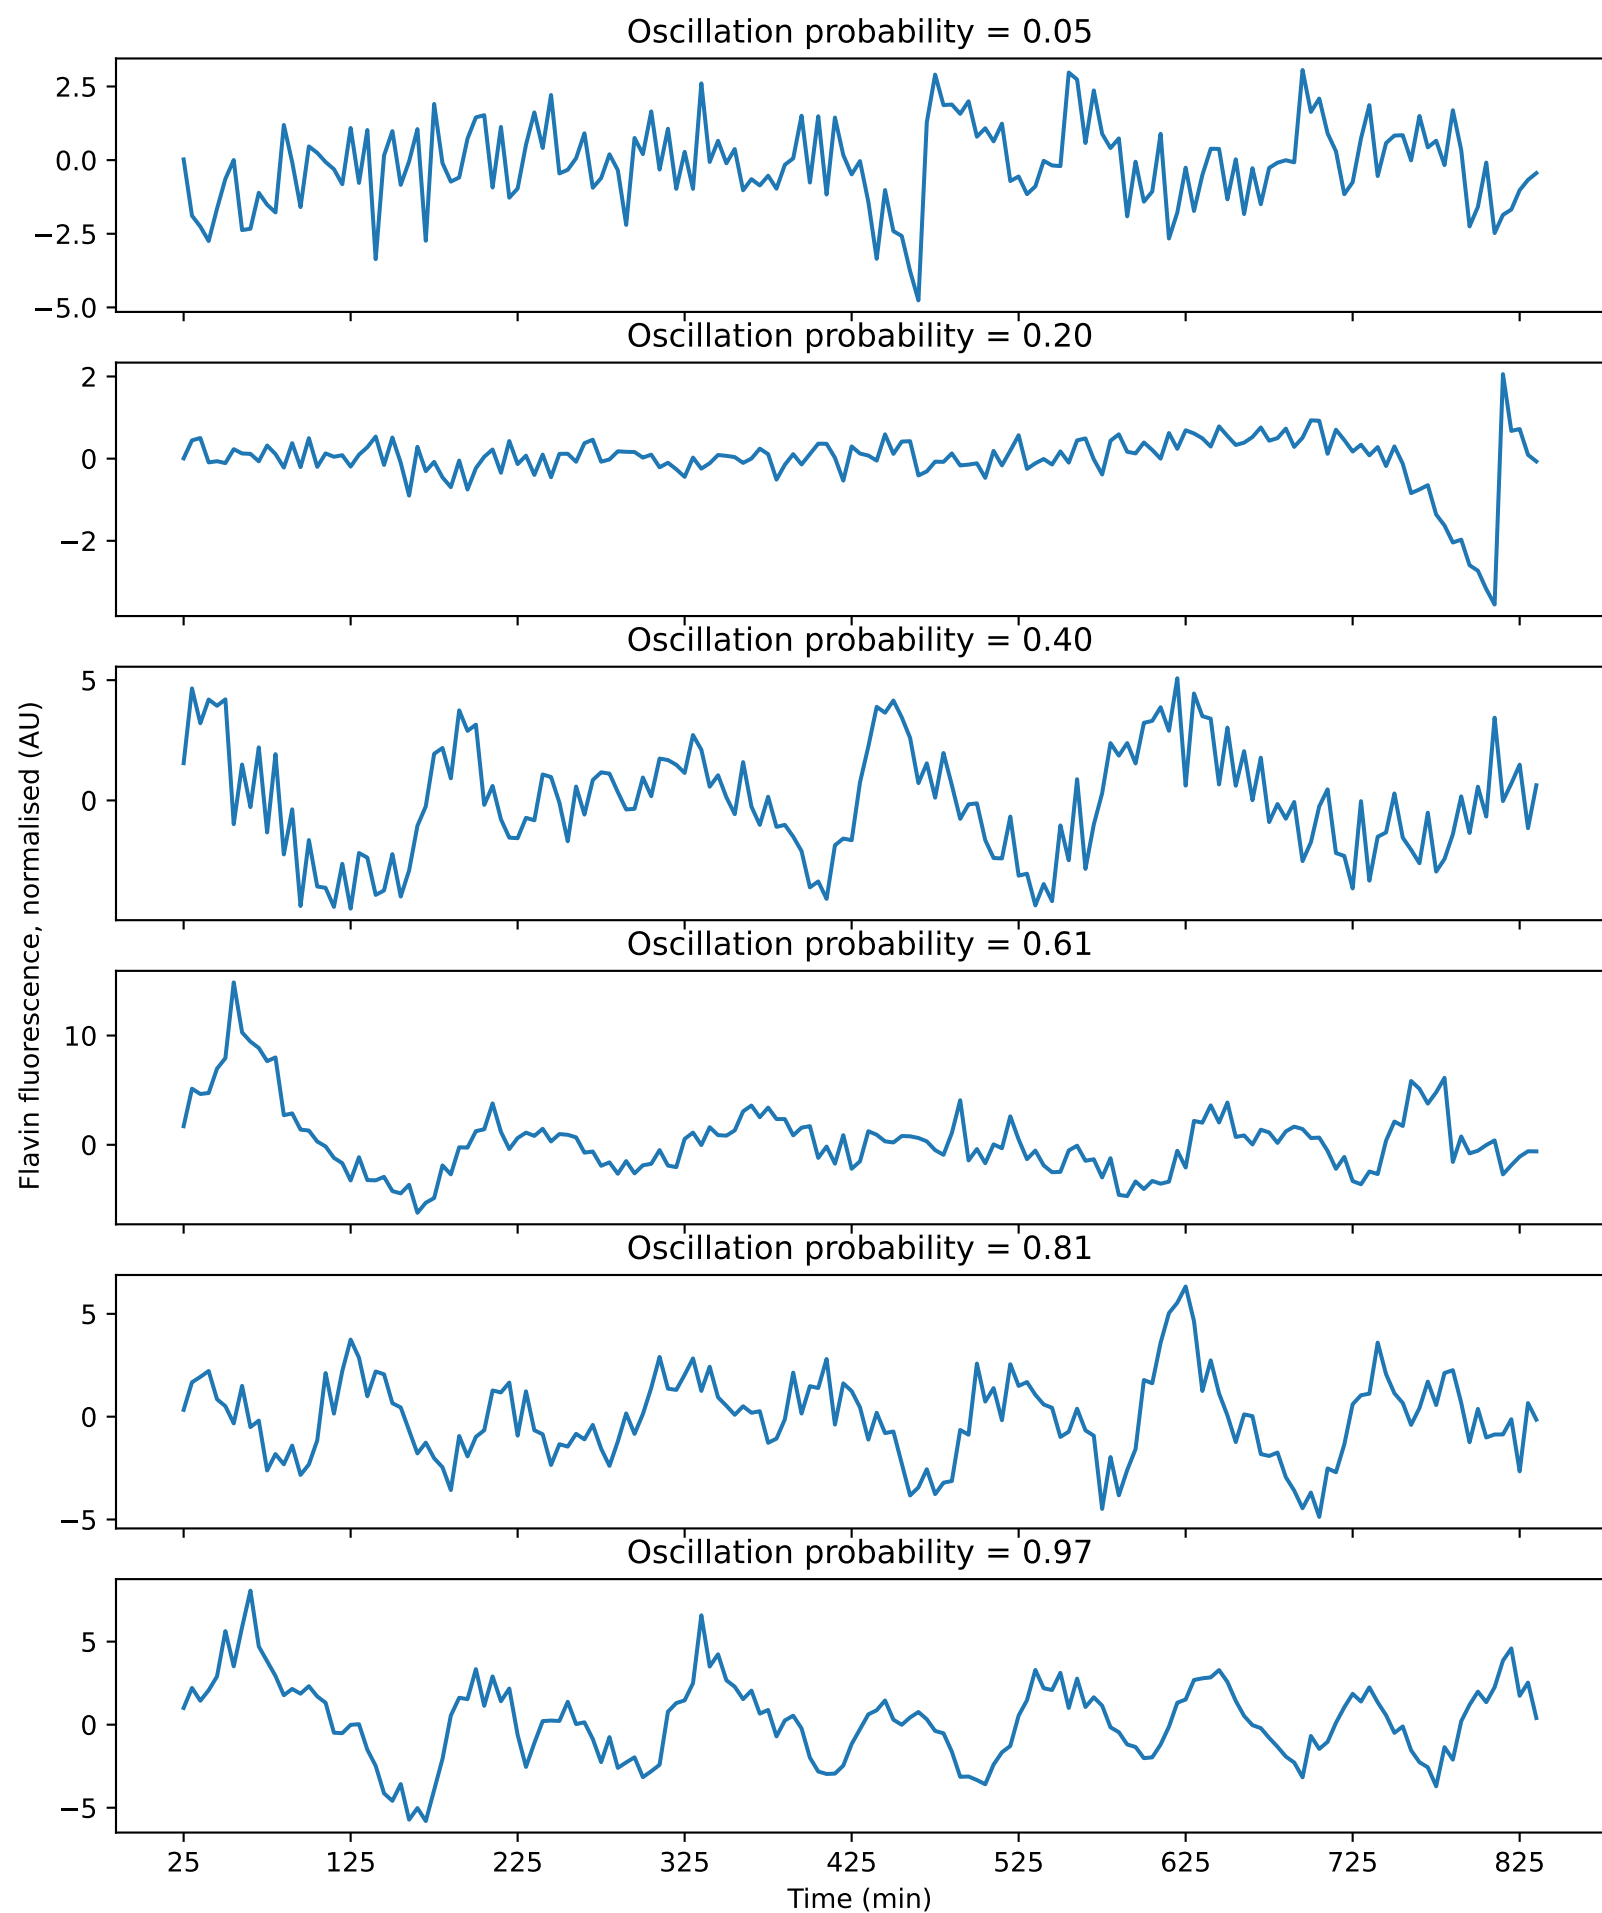 Oscillation probability = 0.05
2.5
0.0
−2.5
−5.0
Oscillation probability = 0.20
2
0
−2
Oscillation probability = 0.40
5
0
Oscillation probability = 0.61
10
0
Oscillation probability = 0.81
5
0
−5
Oscillation probability = 0.97
5
0
−5
25 125 225 325 425 525 625 725 825
Time (min)
Flavin fluorescence, normalised (AU)